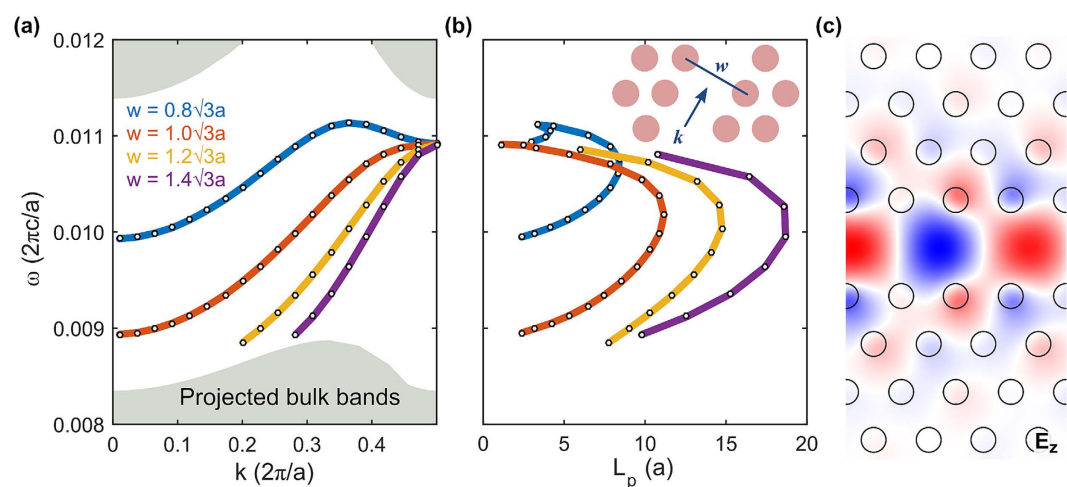 (a)
0.012
0.011
0.010
0.009
0.008
ω (2πc/a)
w = 0.8√3a
w = 1.0√3a
w = 1.2√3a
w = 1.4√3a
Projected bulk bands
0 0.1 0.2 0.3 0.4
k (2π/a)
(b)
w
k
0 5 10 15 20
Lp (a)
(c)
Ez